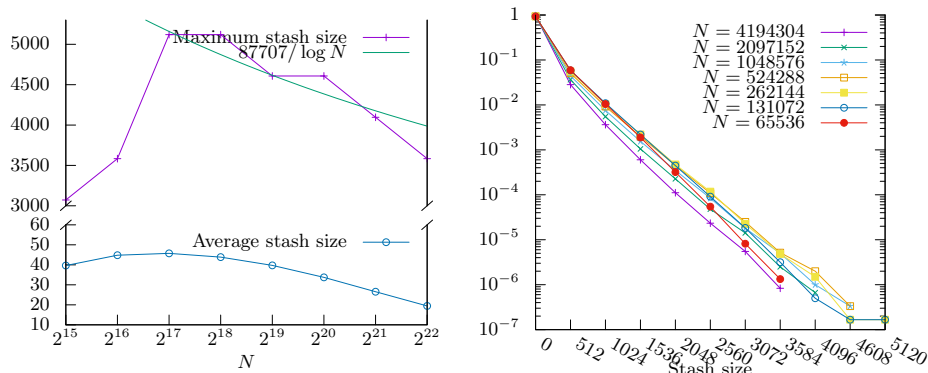 5000
4500
4000
3500
3000
60
50
40
30
20
10
Maximum stash size
87707/ log N
Average stash size
2^15 2^16 2^17 2^18 2^19 2^20 2^21 2^22
N
1
10^−1
10^−2
10^−3
10^−4
10^−5
10^−6
10^−7
N = 4194304
N = 2097152
N = 1048576
N = 524288
N = 262144
N = 131072
N = 65536
0 512 1024 1536 2048 2560 3072 3584 4096 4608 5120
Stash size